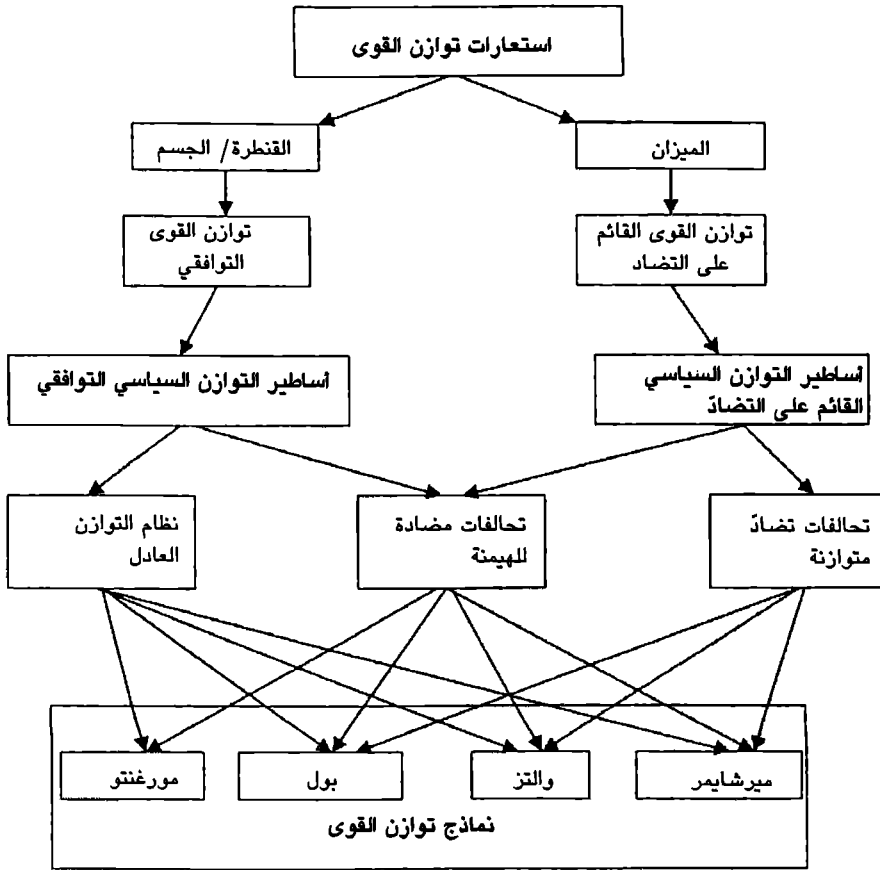 استعارات توازن القوى
الميزان
القنطرة/ الجسم
توازن القوى القائم
على التضاد
توازن القوى
التوافقي
أساطير التوازن السياسي
القائم على التضادّ
أساطير التوازن السياسي التوافقي
تحالفات تضادّ
متوازنة
تحالفات مضادة
للهيمنة
نظام التوازن
العادل
ميرشايمر
والتز
بول
مورغنتو
نماذج توازن القوى